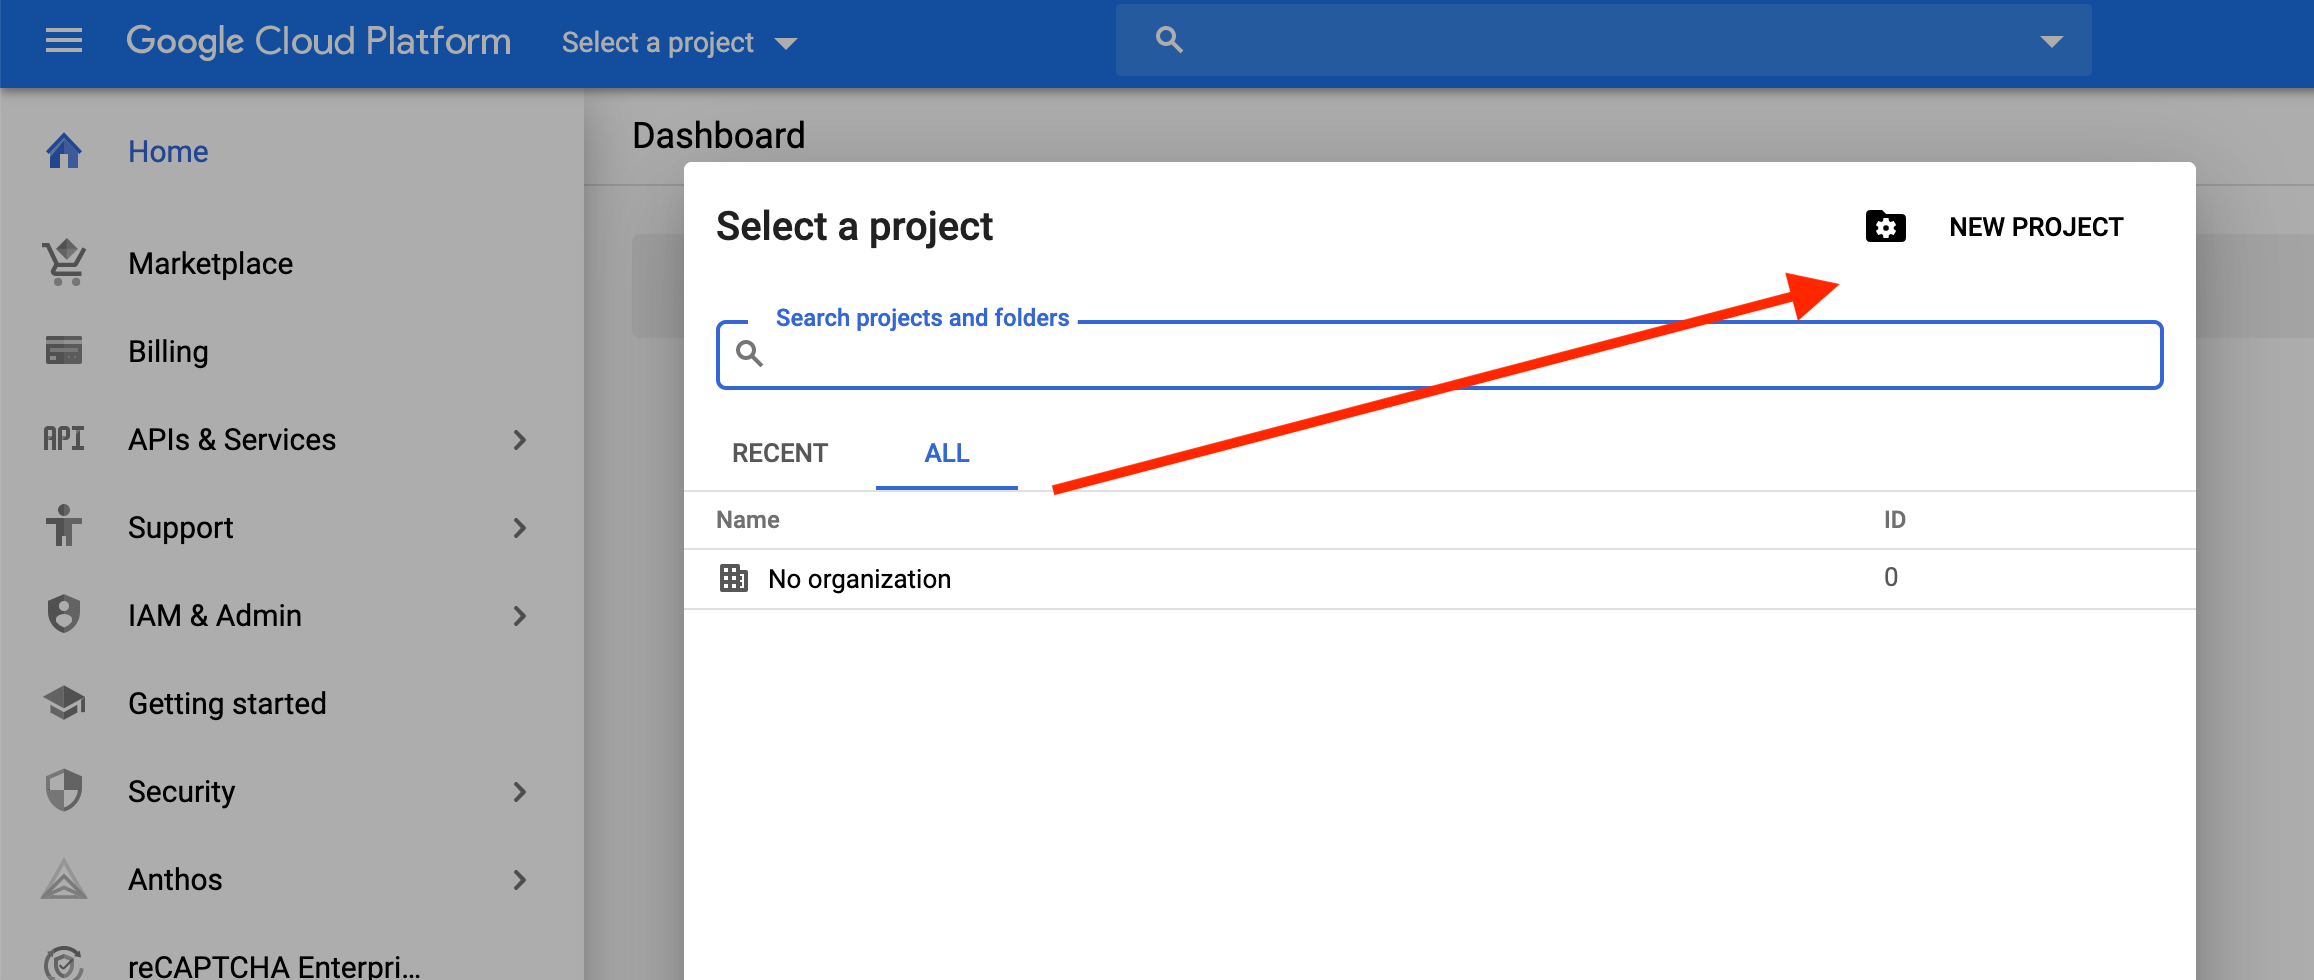 Google Cloud Platform
Select a project
Home
Marketplace
Billing
API APIs & Services
Support
IAM & Admin
Getting started
Security
Anthos
reCAPTCHA Enterpri...
Dashboard
Select a project
NEW PROJECT
Search projects and folders
RECENT ALL
Name ID
No organization 0